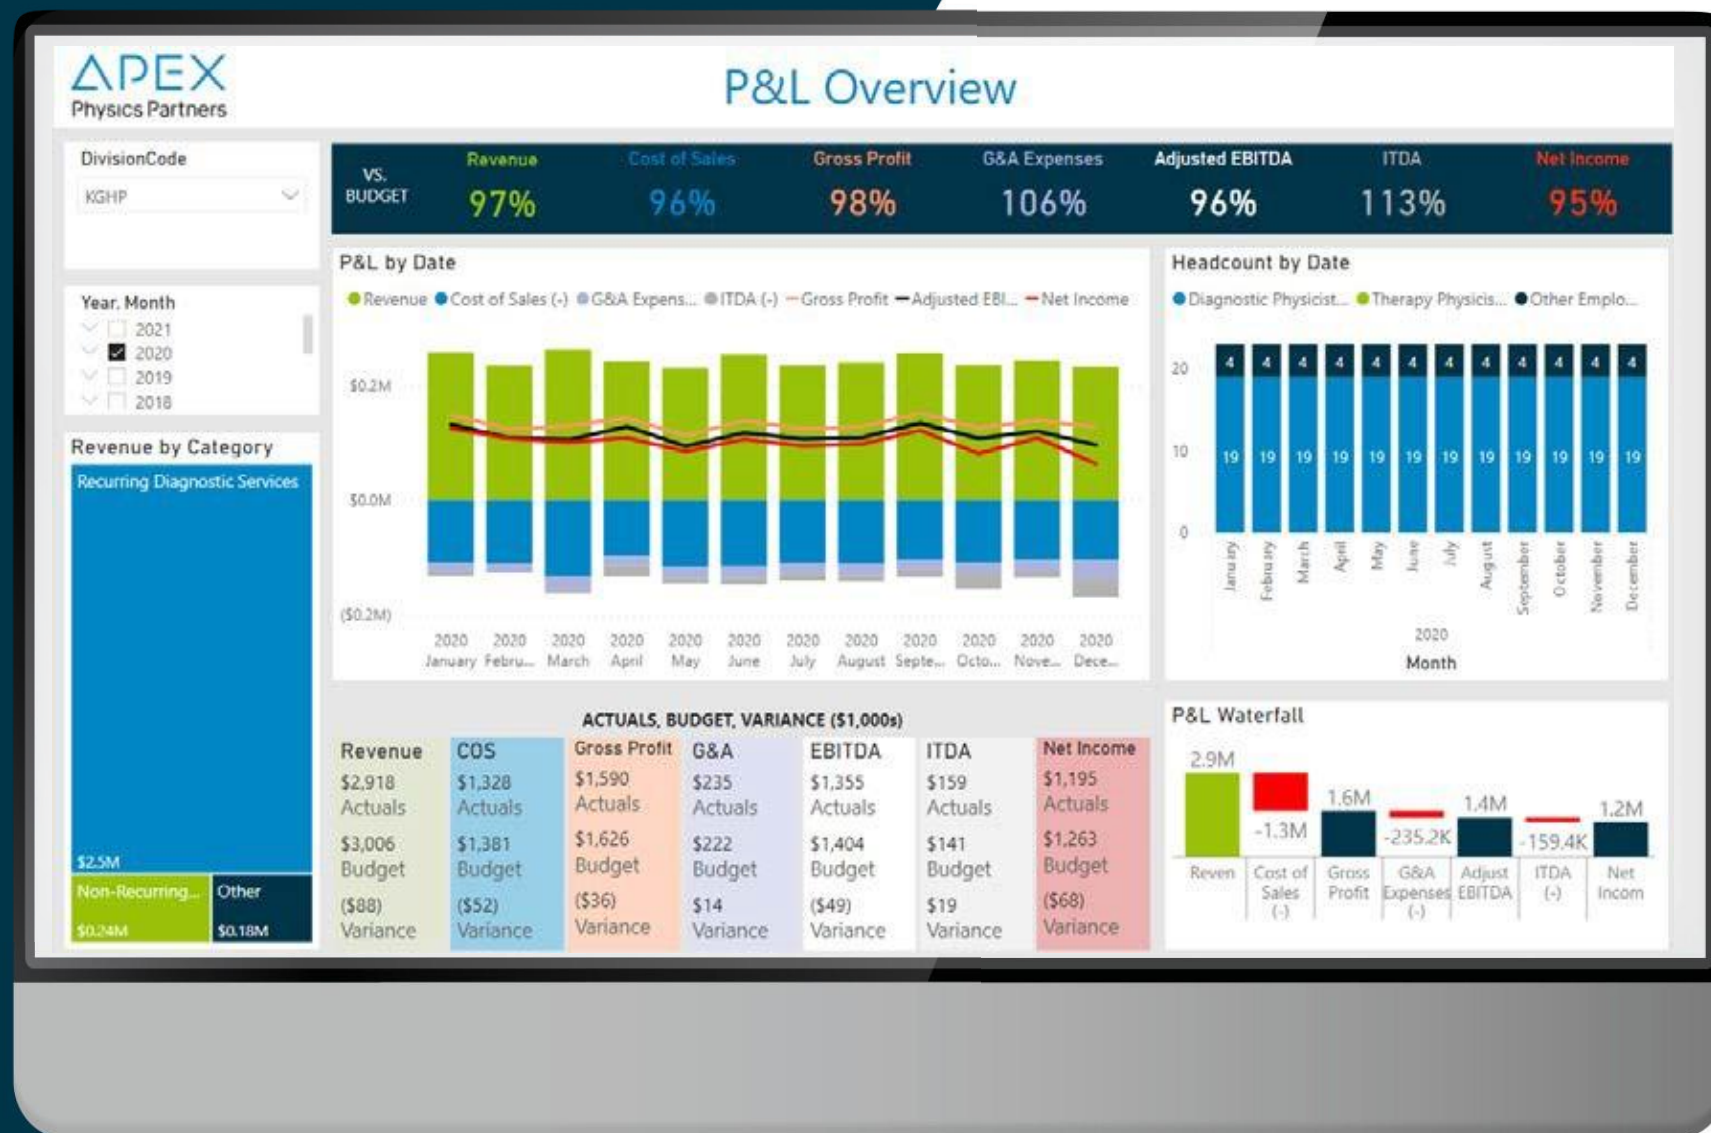 APEX
Physics Partners
P&L Overview
DivisionCode
KGHP
Year, Month
2021
2020
2019
2018
Revenue by Category
Recurring Diagnostic Services
$2.5M
Non-Recurring...
$0.24M
Other
$0.18M
VS.
BUDGET
Revenue
97%
Cost of Sales
96%
Gross Profit
98%
G&A Expenses
106%
Adjusted EBITDA
96%
ITDA
113%
Net Income
95%
P&L by Date
Revenue Cost of Sales (-) G&A Expens... ITDA (-) Gross Profit Adjusted EBI... Net Income
$0.2M
$0.0M
($0.2M)
2020 2020 2020 2020 2020 2020 2020 2020 2020 2020 2020 2020
January Febru... March April May June July August Septe... Octo... Nove... Dece...
Headcount by Date
Diagnostic Physicist... Therapy Physicis... Other Emplo...
20
10
0
4 4 4 4 4 4 4 4 4 4 4 4
19 19 19 19 19 19 19 19 19 19 19 19
January February March April May June July August September October November December
2020
Month
ACTUALS, BUDGET, VARIANCE ($1,000s)
Revenue
$2,918
Actuals
$3,006
Budget
($88)
Variance
COS
$1,328
Actuals
$1,381
Budget
($52)
Variance
Gross Profit
$1,590
Actuals
$1,626
Budget
($36)
Variance
G&A
$235
Actuals
$222
Budget
$14
Variance
EBITDA
$1,355
Actuals
$1,404
Budget
($49)
Variance
ITDA
$159
Actuals
$141
Budget
$19
Variance
Net Income
$1,195
Actuals
$1,263
Budget
($68)
Variance
P&L Waterfall
2.9M
-1.3M
1.6M
-235.2K
1.4M
-159.4K
1.2M
Reven
Cost of
Sales
(-)
Gross
Profit
G&A
Expenses
(-)
Adjust
EBITDA
ITDA
(-)
Net
Incom